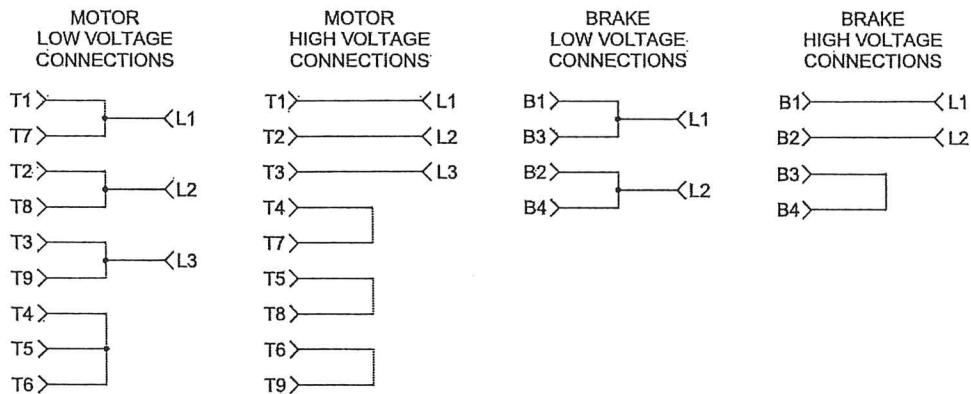 MOTOR
LOW VOLTAGE
CONNECTIONS
T1
T7
L1
T2
T8
L2
T3
T9
L3
T4
T5
T6
MOTOR
HIGH VOLTAGE
CONNECTIONS
T1 L1
T2 L2
T3 L3
T4
T7
T5
T8
T6
T9
BRAKE
LOW VOLTAGE
CONNECTIONS
B1
B3
L1
B2
B4
L2
BRAKE
HIGH VOLTAGE
CONNECTIONS
B1 L1
B2 L2
B3
B4